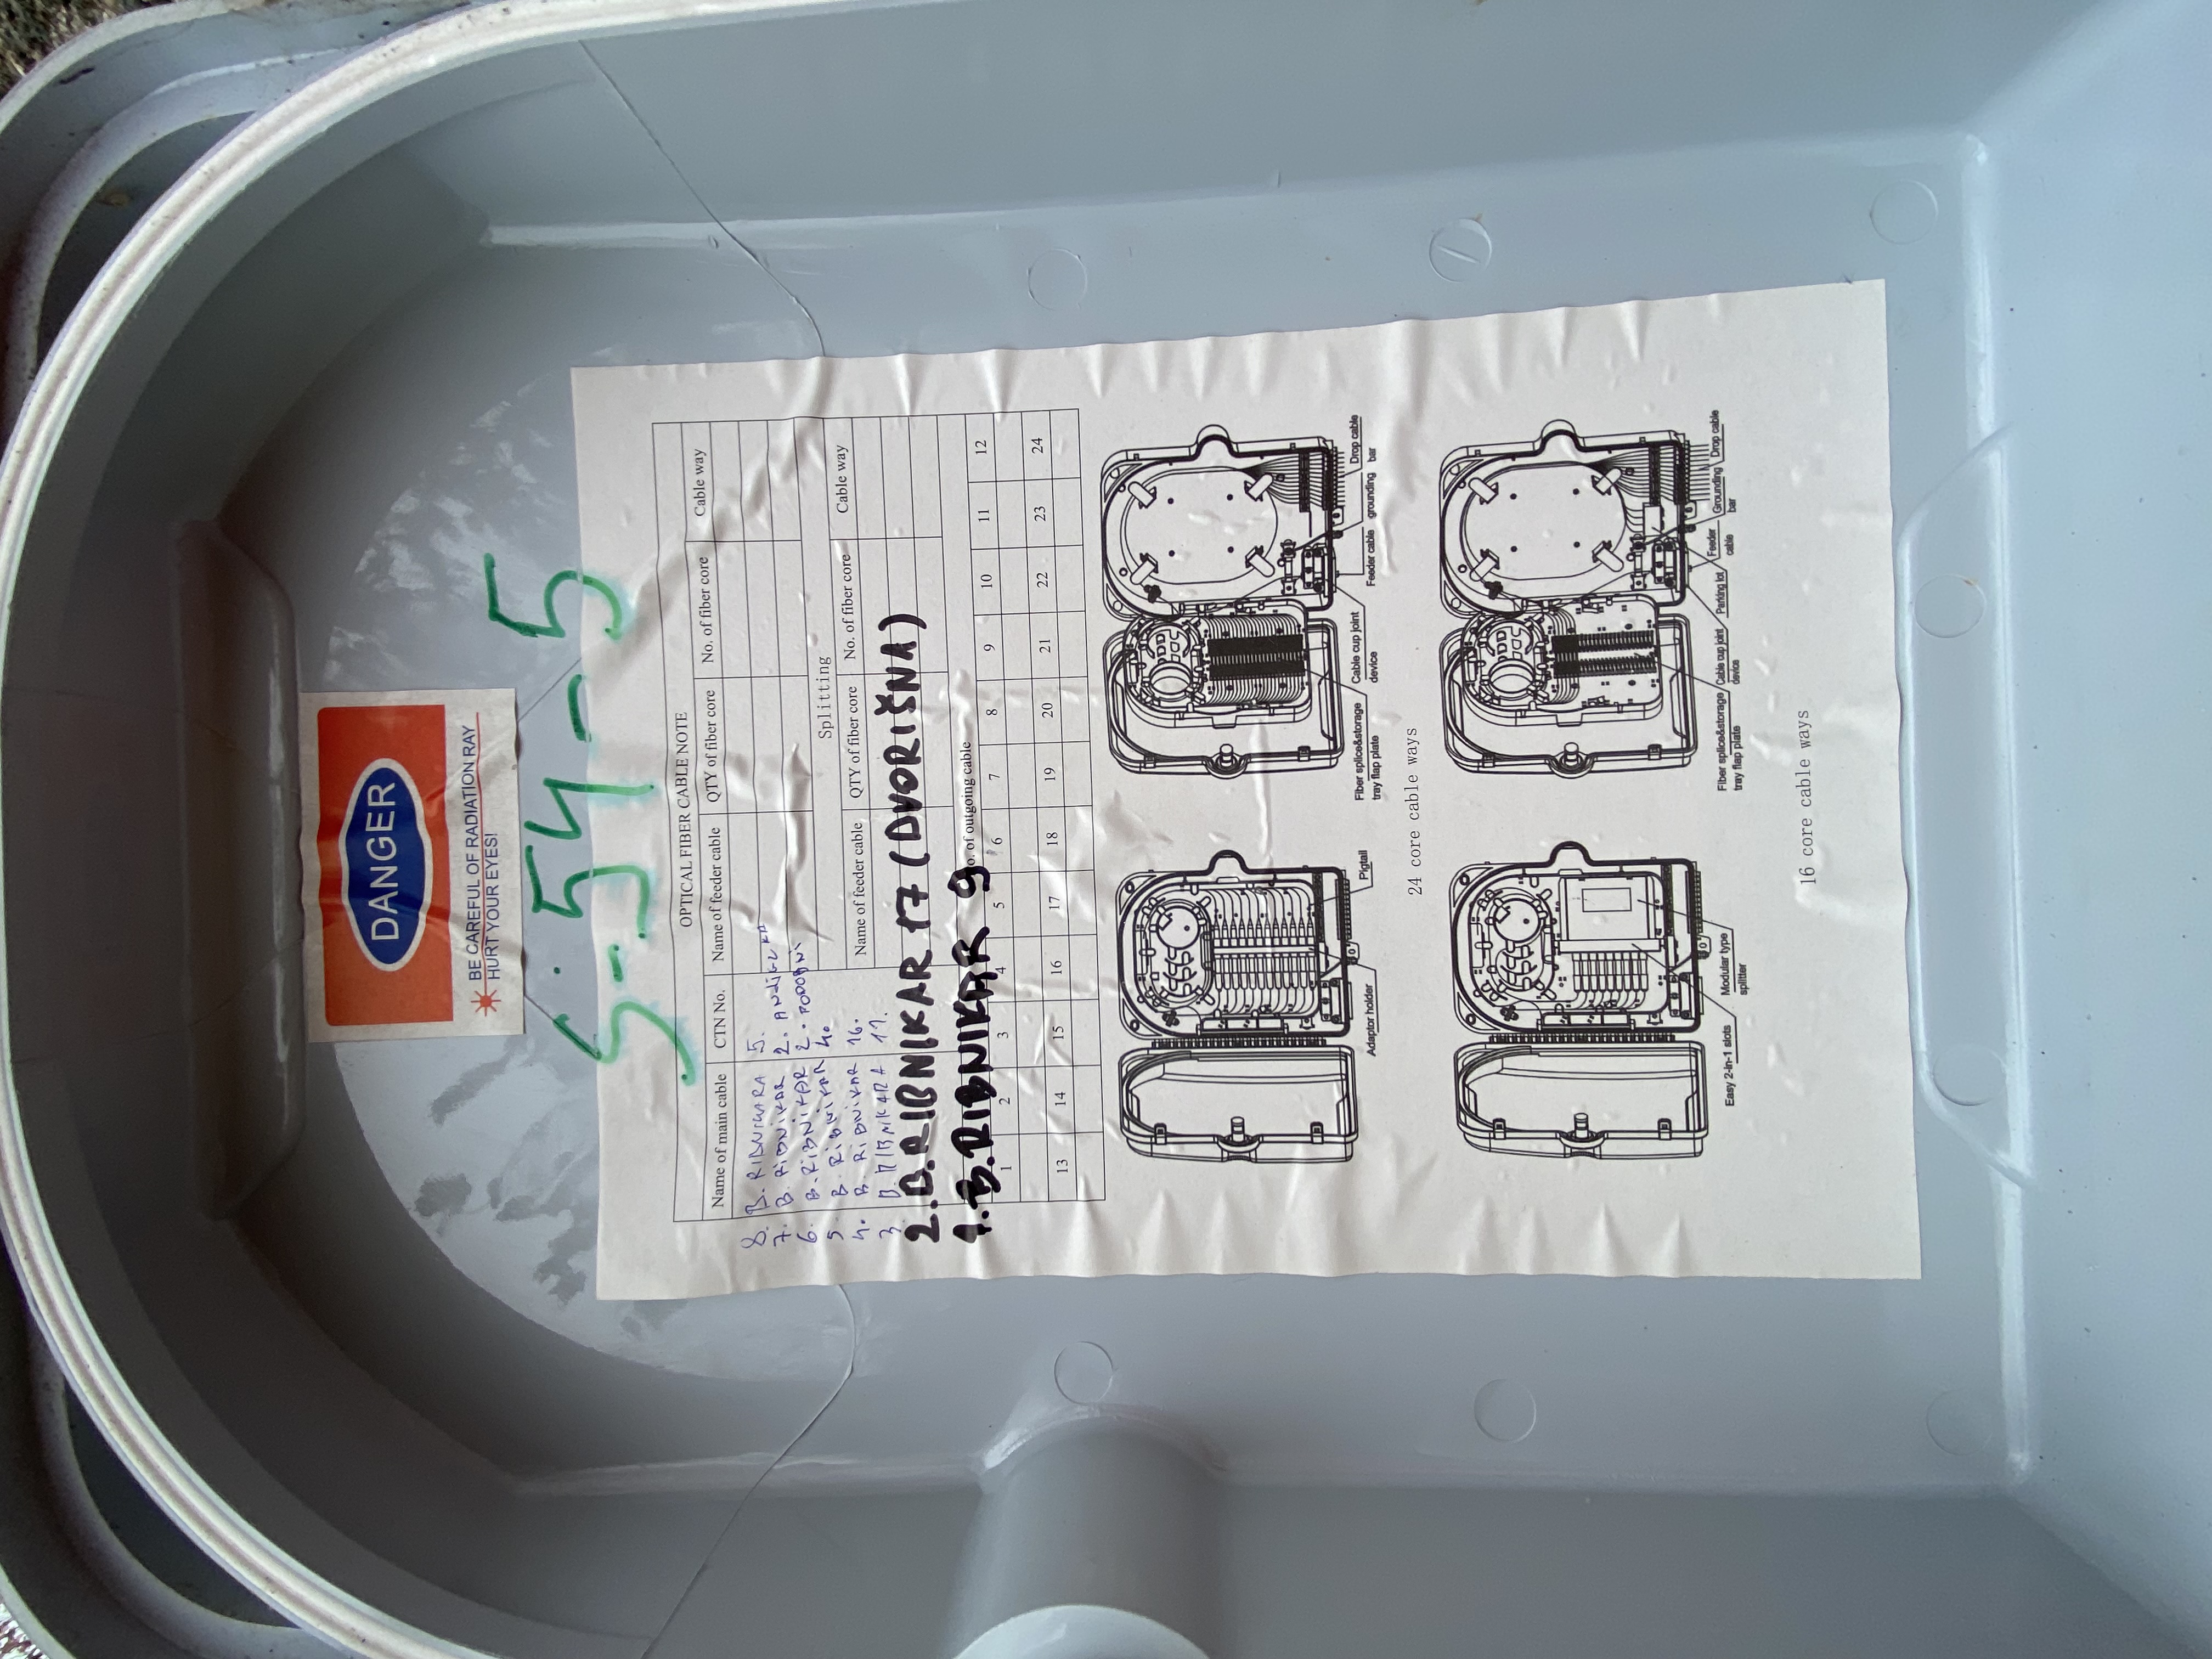 DANGER
BE CAREFUL OF RADIATION RAY
HURT YOUR EYES!
S-54-5
OPTICAL FIBER CABLE NOTE
Name of main cable CTN No. Name of feeder cable QTY of fiber core No. of fiber core Cable way
8. B. RIBNIKARA 5.
7. B. RIBNIKAR 2.
6. B. RIBNIKAR 2.
5. B. RIBNIKAR 40
4. B. RIBNIKAR 16.
3. B. RIBNIKARA 11.
2. B. RIBNIKAR 17 (DVORIŠNA)
1. B. RIBNIKAR 9
Splitting
Name of feeder cable QTY of fiber core No. of fiber core Cable way
No. of outgoing cable
1 2 3 4 5 6 7 8 9 10 11 12
13 14 15 16 17 18 19 20 21 22 23 24
Adaptor holder
Pigtail
Fiber splice&storage tray flap plate
Cable cup joint device
Feeder cable
grounding bar
Drop cable
24 core cable ways
Easy 2-in-1 slots
Modular type splitter
Fiber splice&storage tray flap plate
Cable cup joint device
Parking lot
Feeder cable
Grounding bar
Drop cable
16 core cable ways